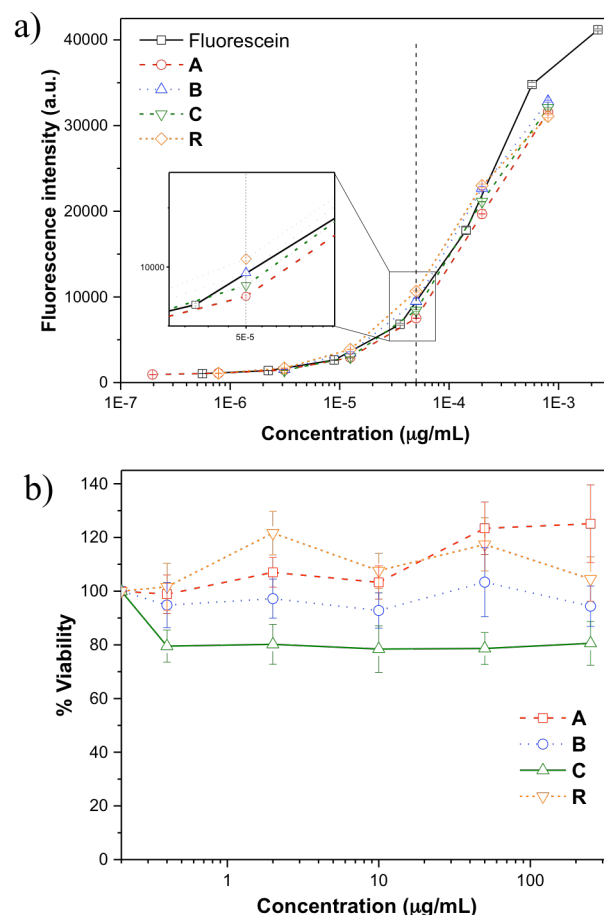 a)
Fluorescence intensity (a.u.)
40000
30000
20000
10000
0
Fluorescein
A
B
C
R
10000
5E-5
1E-7
1E-6
1E-5
1E-4
1E-3
Concentration (μg/mL)
b)
% Viability
140
120
100
80
60
40
20
0
A
B
C
R
1
10
100
Concentration (μg/mL)